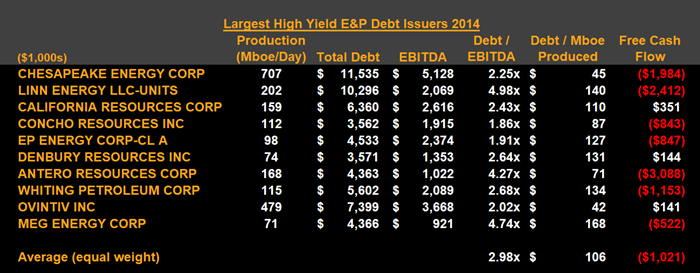 Largest High Yield E&P Debt Issuers 2014
Production Debt / Debt / Mboe Free Cash
($1,000s) (Mboe/Day) Total Debt EBITDA EBITDA Produced Flow
CHESAPEAKE ENERGY CORP 707 $ 11,535 $ 5,128 2.25x $ 45 ($1,984)
LINN ENERGY LLC-UNITS 202 $ 10,296 $ 2,069 4.98x $ 140 ($2,412)
CALIFORNIA RESOURCES CORP 159 $ 6,360 $ 2,616 2.43x $ 110 $351
CONCHO RESOURCES INC 112 $ 3,562 $ 1,915 1.86x $ 87 ($843)
EP ENERGY CORP-CL A 98 $ 4,533 $ 2,374 1.91x $ 127 ($847)
DENBURY RESOURCES INC 74 $ 3,571 $ 1,353 2.64x $ 131 $144
ANTERO RESOURCES CORP 168 $ 4,363 $ 1,022 4.27x $ 71 ($3,088)
WHITING PETROLEUM CORP 115 $ 5,602 $ 2,089 2.68x $ 134 ($1,153)
OVINTIV INC 479 $ 7,399 $ 3,668 2.02x $ 42 $141
MEG ENERGY CORP 71 $ 4,366 $ 921 4.74x $ 168 ($522)
Average (equal weight) 2.98x $ 106 ($1,021)